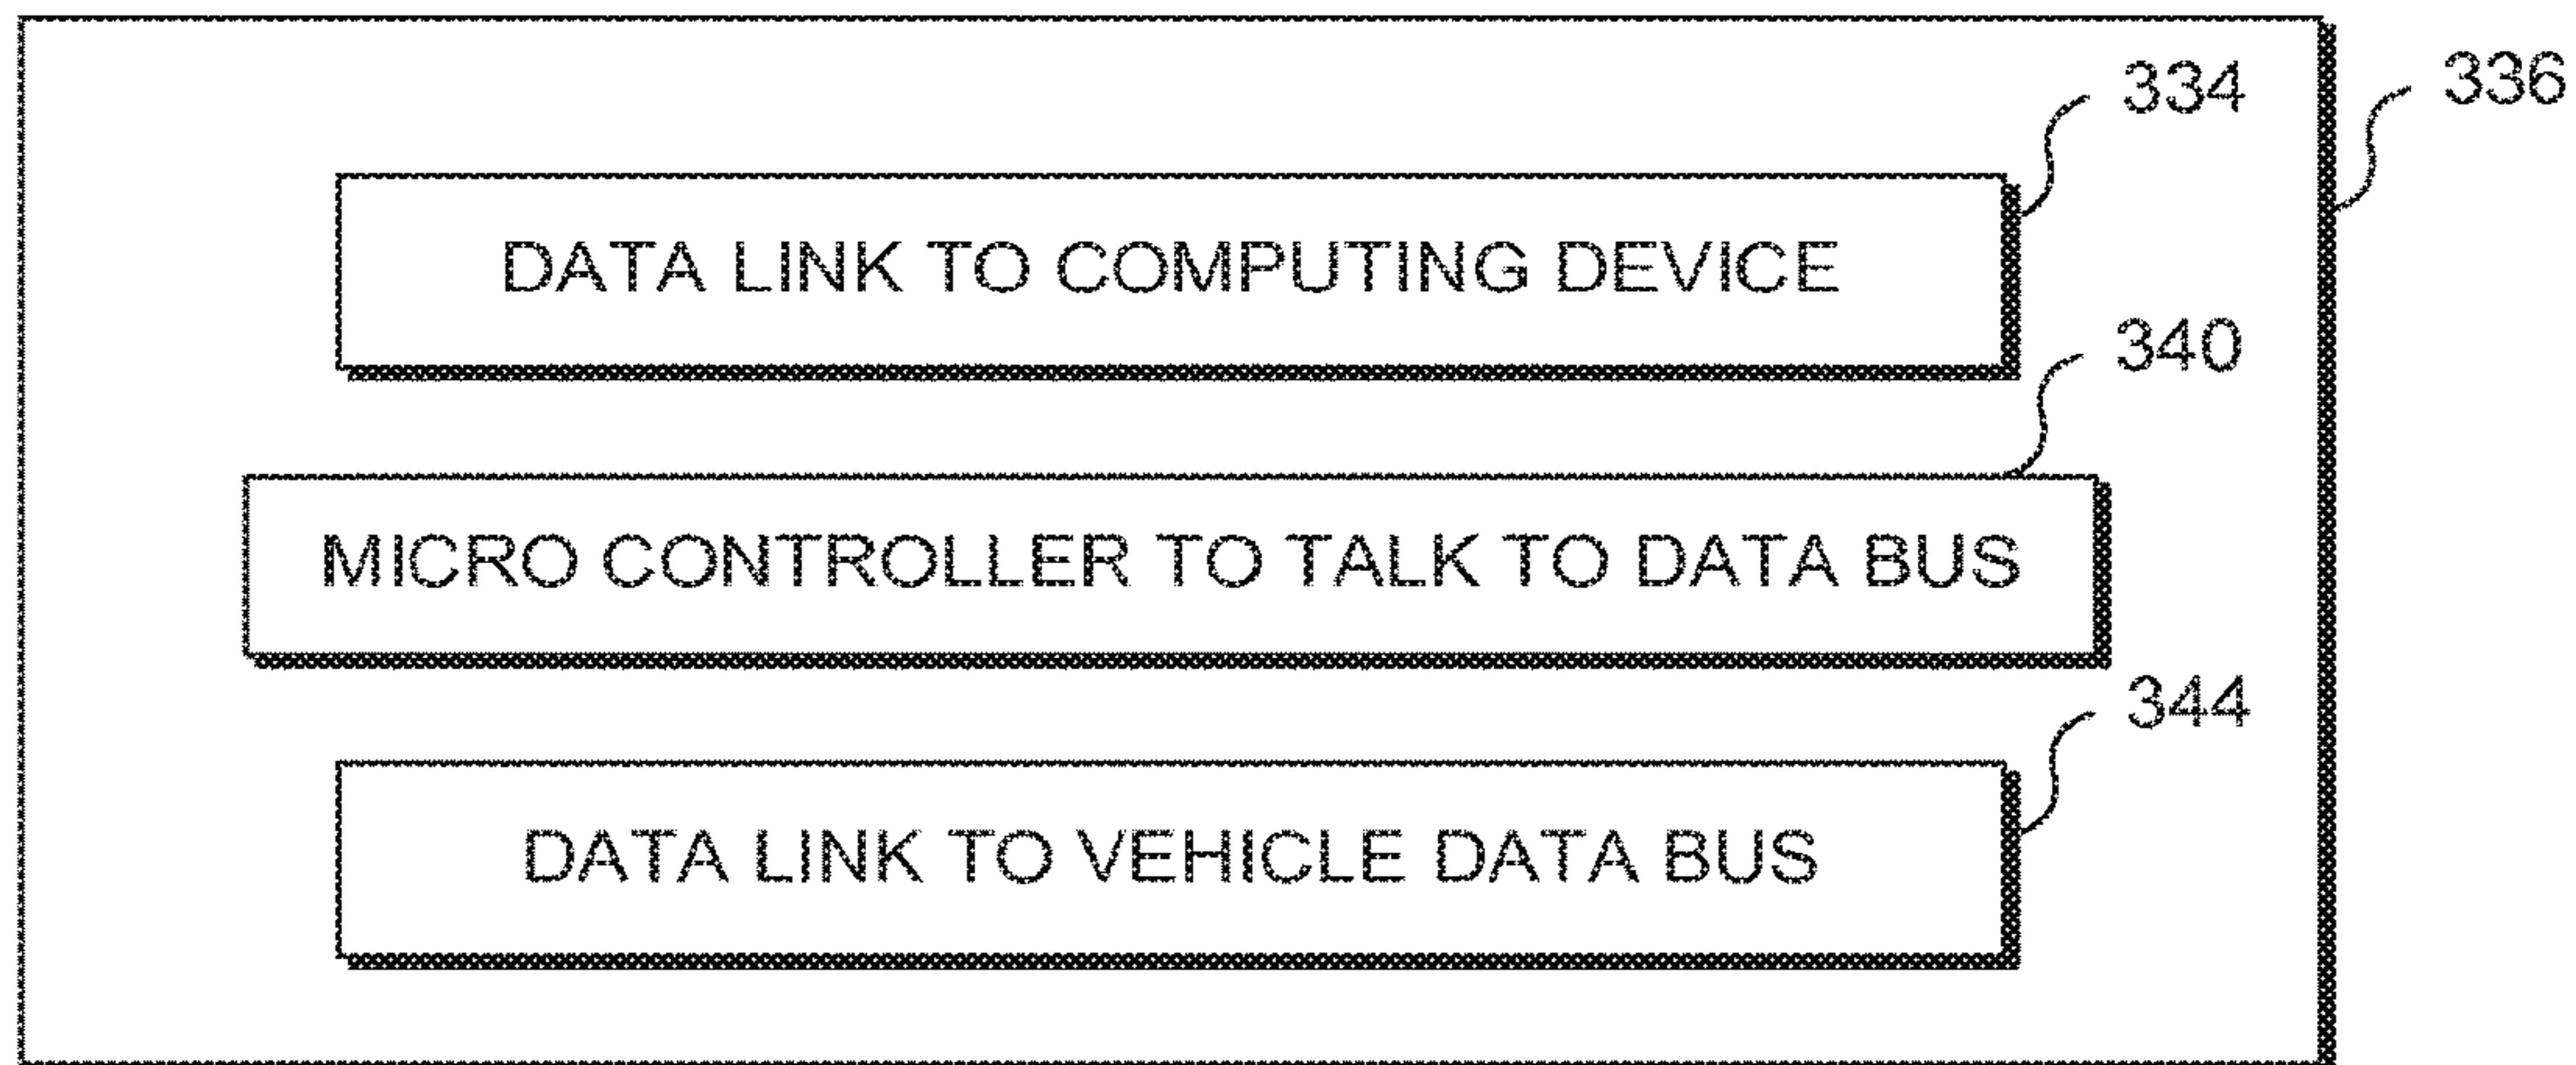 336
334
DATA LINK TO COMPUTING DEVICE
340
MICRO CONTROLLER TO TALK TO DATA BUS
344
DATA LINK TO VEHICLE DATA BUS